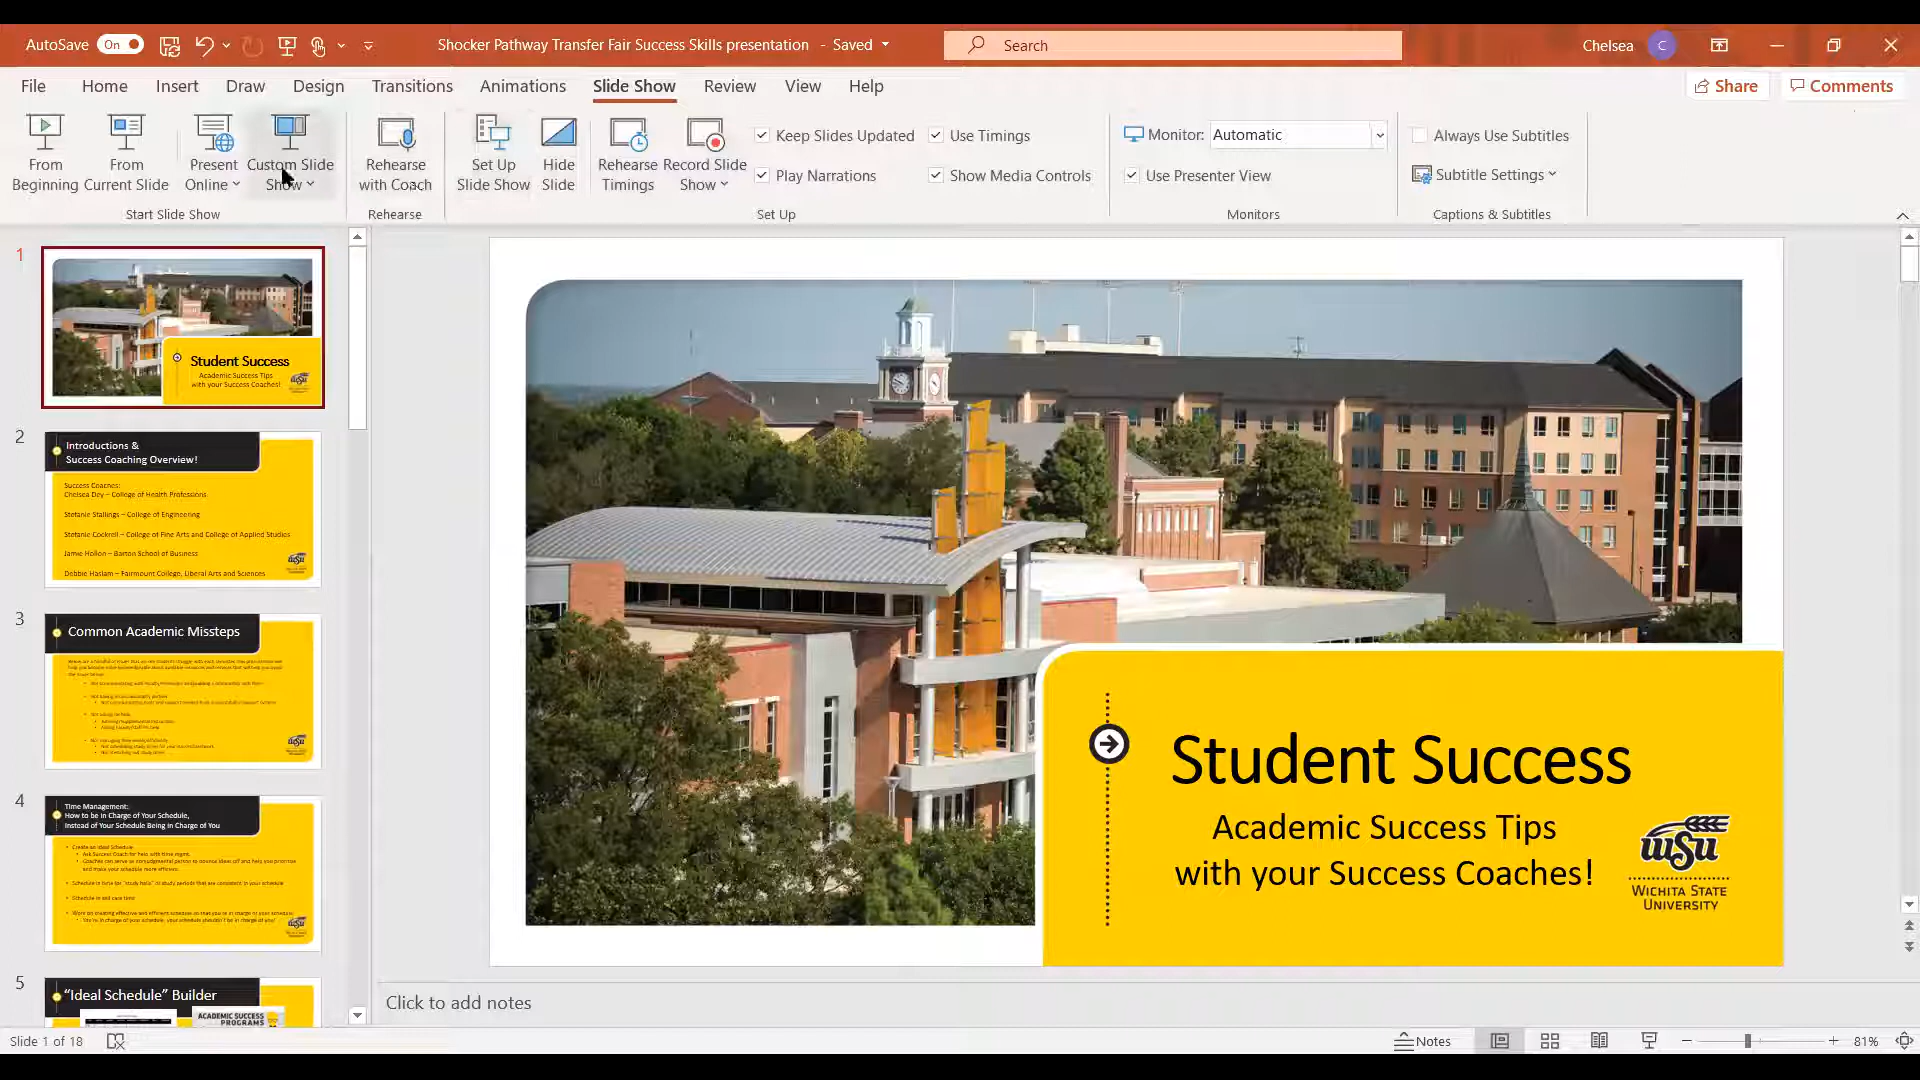 AutoSave On
Shocker Pathway Transfer Fair Success Skills presentation - Saved
Search
Chelsea C
File Home Insert Draw Design Transitions Animations Slide Show Review View Help
Share Comments
From Beginning
From Current Slide
Present Online
Custom Slide Show
Rehearse with Coach
Set Up Slide Show
Hide Slide
Rehearse Timings
Record Slide Show
Keep Slides Updated
Play Narrations
Use Timings
Show Media Controls
Monitor: Automatic
Use Presenter View
Always Use Subtitles
Subtitle Settings
Start Slide Show
Rehearse
Set Up
Monitors
Captions & Subtitles
1
Student Success
Academic Success Tips
with your Success Coaches!
2
Introductions &
Success Coaching Overview!
Success Coaches:
Chelsea Dey – College of Health Professions
Stefanie Stallings – College of Engineering
Stefanie Cockrell – College of Fine Arts and College of Applied Studies
Jamie Hollon – Barton School of Business
Debbie Haslam – Fairmount College, Liberal Arts and Sciences
3
Common Academic Missteps
4
Time Management:
How to be in Charge of Your Schedule,
Instead of Your Schedule Being in Charge of You
5
"Ideal Schedule" Builder
ACADEMIC SUCCESS
PROGRAMS
Student Success
Academic Success Tips
with your Success Coaches!
wsu
WICHITA STATE
UNIVERSITY
Click to add notes
Slide 1 of 18
Notes
81%